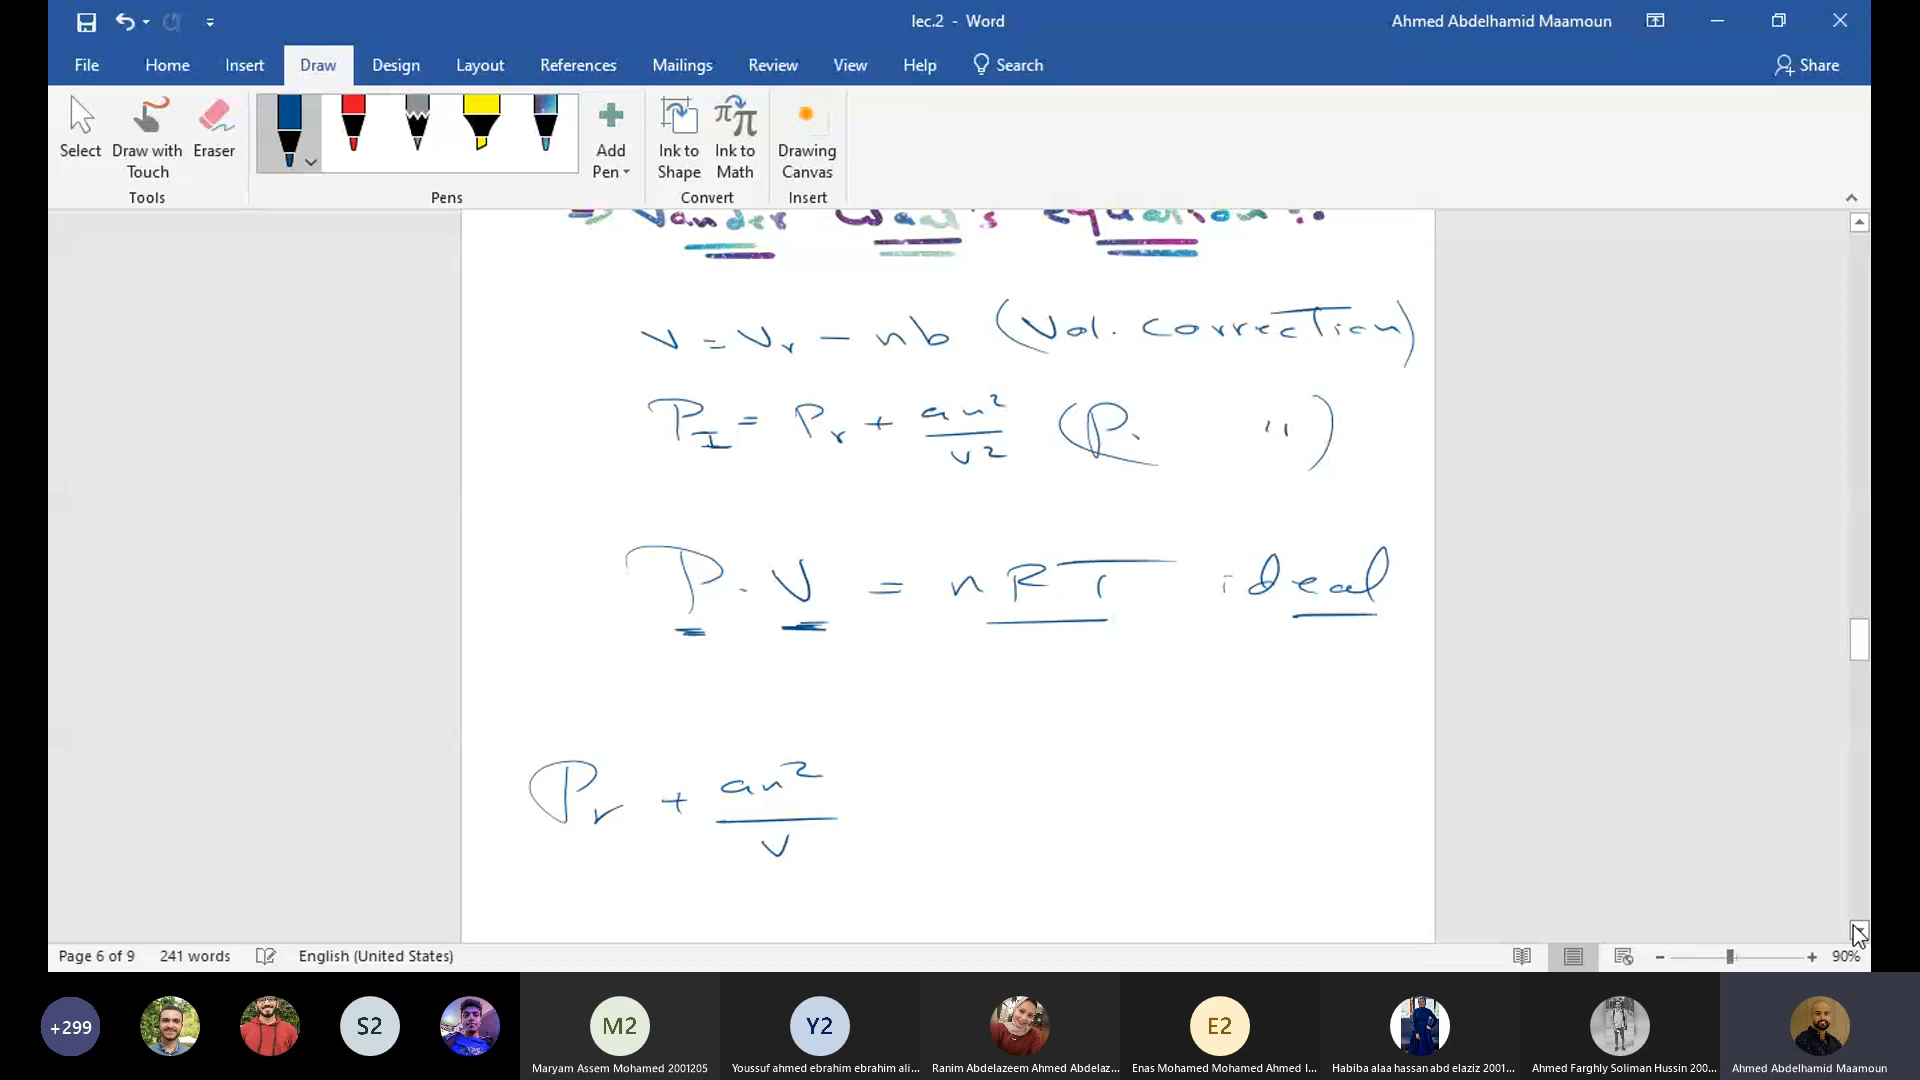 lec.2 - Word
Ahmed Abdelhamid Maamoun
File Home Insert Draw Design Layout References Mailings Review View Help Search Share
Select Draw with Touch Eraser Add Pen Ink to Shape Ink to Math Drawing Canvas
Tools Pens Convert Insert
⇒ Vander Waal's equation :.
V = Vr - nb (Vol. correction)
P_I = Pr + an²/v² (P. ")
P . V = nRT ideal
Pr + an²/v
Page 6 of 9 241 words English (United States) 90%
+299 S2 M2 Y2 E2
Maryam Assem Mohamed 2001205
Youssuf ahmed ebrahim ebrahim ali...
Ranim Abdelazeem Ahmed Abdelaz...
Enas Mohamed Mohamed Ahmed I...
Habiba alaa hassan abd elaziz 2001...
Ahmed Farghly Soliman Hussin 200...
Ahmed Abdelhamid Maamoun